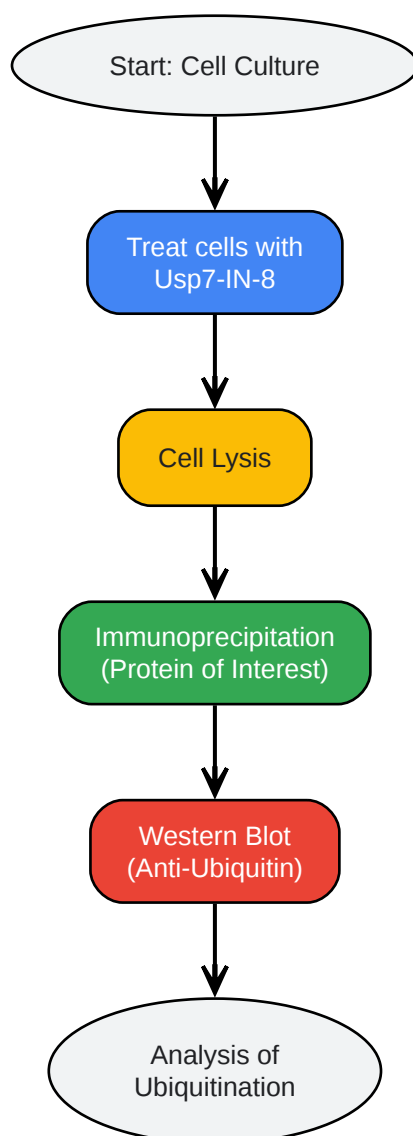 Start: Cell Culture
Treat cells with
Usp7-IN-8
Cell Lysis
Immunoprecipitation
(Protein of Interest)
Western Blot
(Anti-Ubiquitin)
Analysis of
Ubiquitination